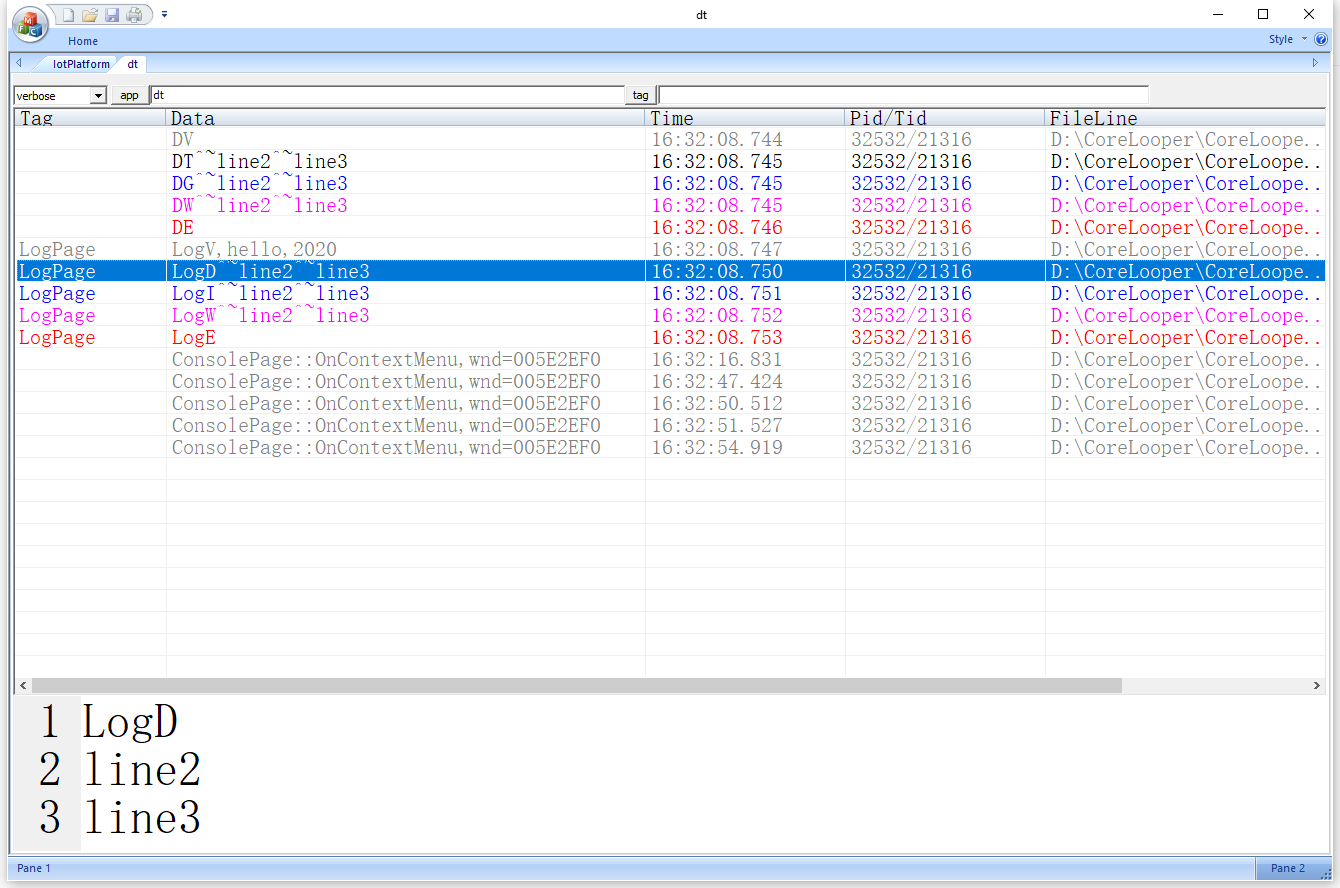 dt
Home
Style
IotPlatform dt
verbose app dt tag
Tag Data Time Pid/Tid FileLine
DV 16:32:08.744 32532/21316 D:\CoreLooper\CoreLoope..
DT^~line2^~line3 16:32:08.745 32532/21316 D:\CoreLooper\CoreLoope..
DG^~line2^~line3 16:32:08.745 32532/21316 D:\CoreLooper\CoreLoope..
DW^~line2^~line3 16:32:08.745 32532/21316 D:\CoreLooper\CoreLoope..
DE 16:32:08.746 32532/21316 D:\CoreLooper\CoreLoope..
LogPage LogV,hello,2020 16:32:08.747 32532/21316 D:\CoreLooper\CoreLoope..
LogPage LogD^~line2^~line3 16:32:08.750 32532/21316 D:\CoreLooper\CoreLoope..
LogPage LogI^~line2^~line3 16:32:08.751 32532/21316 D:\CoreLooper\CoreLoope..
LogPage LogW^~line2^~line3 16:32:08.752 32532/21316 D:\CoreLooper\CoreLoope..
LogPage LogE 16:32:08.753 32532/21316 D:\CoreLooper\CoreLoope..
ConsolePage::OnContextMenu,wnd=005E2EF0 16:32:16.831 32532/21316 D:\CoreLooper\CoreLoope..
ConsolePage::OnContextMenu,wnd=005E2EF0 16:32:47.424 32532/21316 D:\CoreLooper\CoreLoope..
ConsolePage::OnContextMenu,wnd=005E2EF0 16:32:50.512 32532/21316 D:\CoreLooper\CoreLoope..
ConsolePage::OnContextMenu,wnd=005E2EF0 16:32:51.527 32532/21316 D:\CoreLooper\CoreLoope..
ConsolePage::OnContextMenu,wnd=005E2EF0 16:32:54.919 32532/21316 D:\CoreLooper\CoreLoope..
1 LogD
2 line2
3 line3
Pane 1 Pane 2